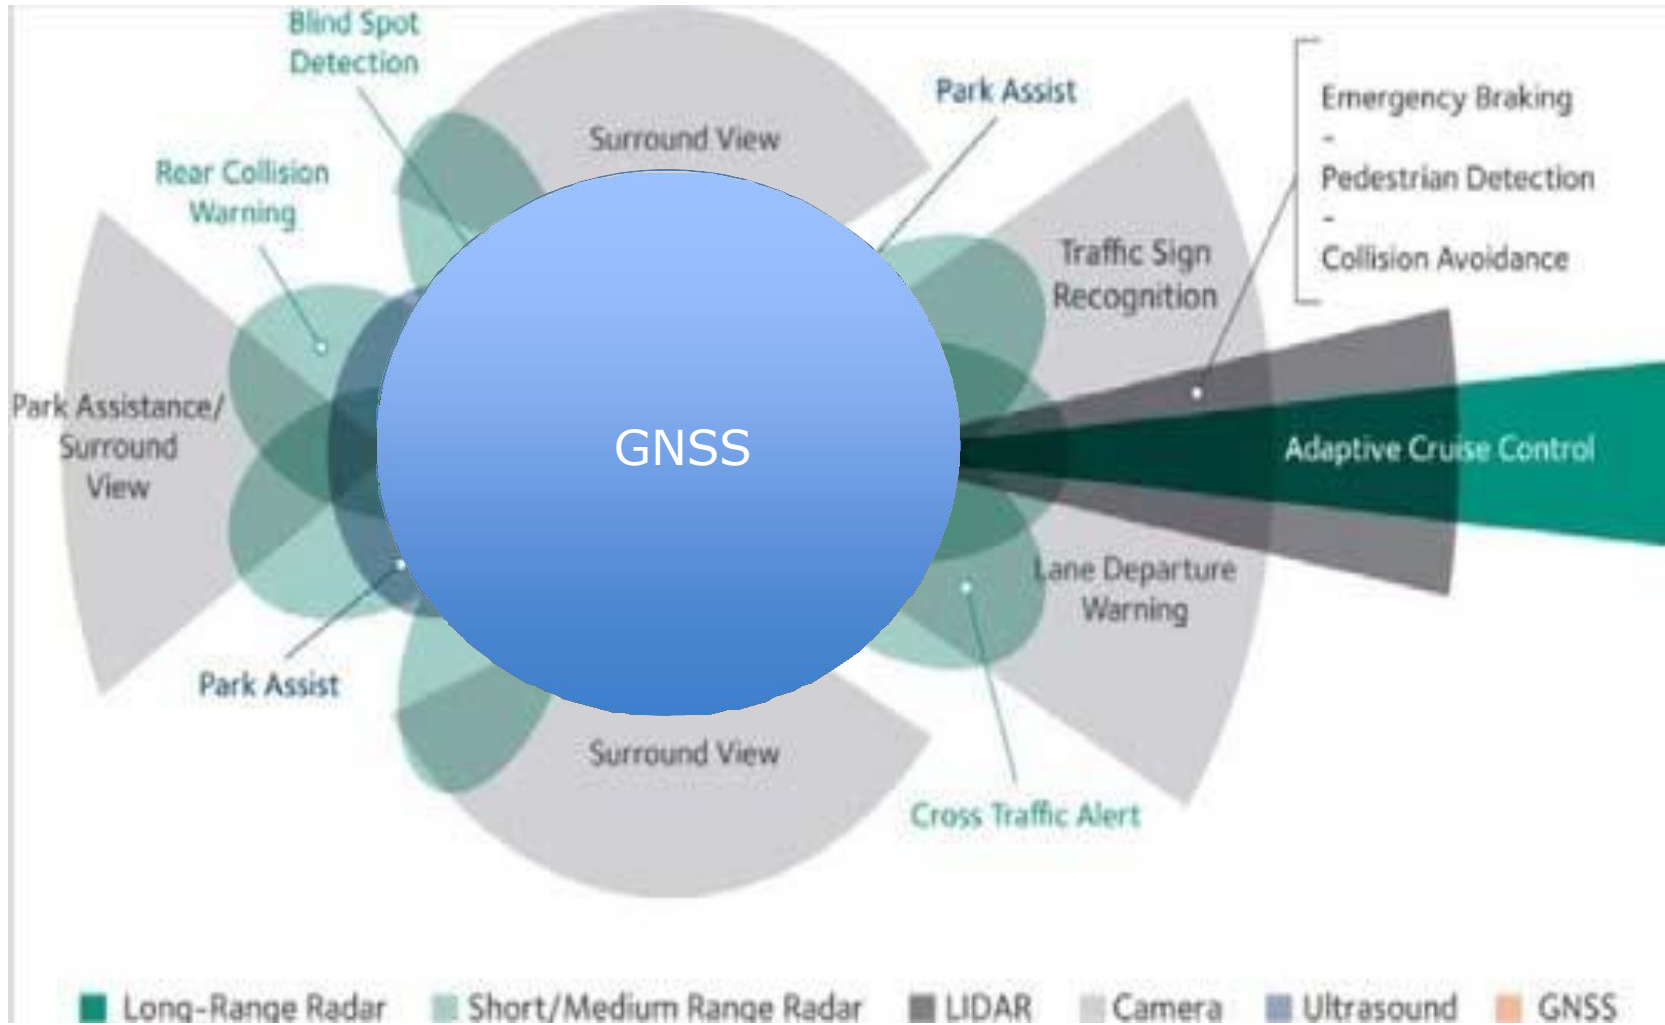 Blind Spot
Detection
Park Assist
Emergency Braking
-
Pedestrian Detection
-
Collision Avoidance
Surround View
Rear Collision
Warning
Traffic Sign
Recognition
Park Assistance/
Surround
View
GNSS
Adaptive Cruise Control
Lane Departure
Warning
Park Assist
Surround View
Cross Traffic Alert
Long-Range Radar
Short/Medium Range Radar
LIDAR
Camera
Ultrasound
GNSS